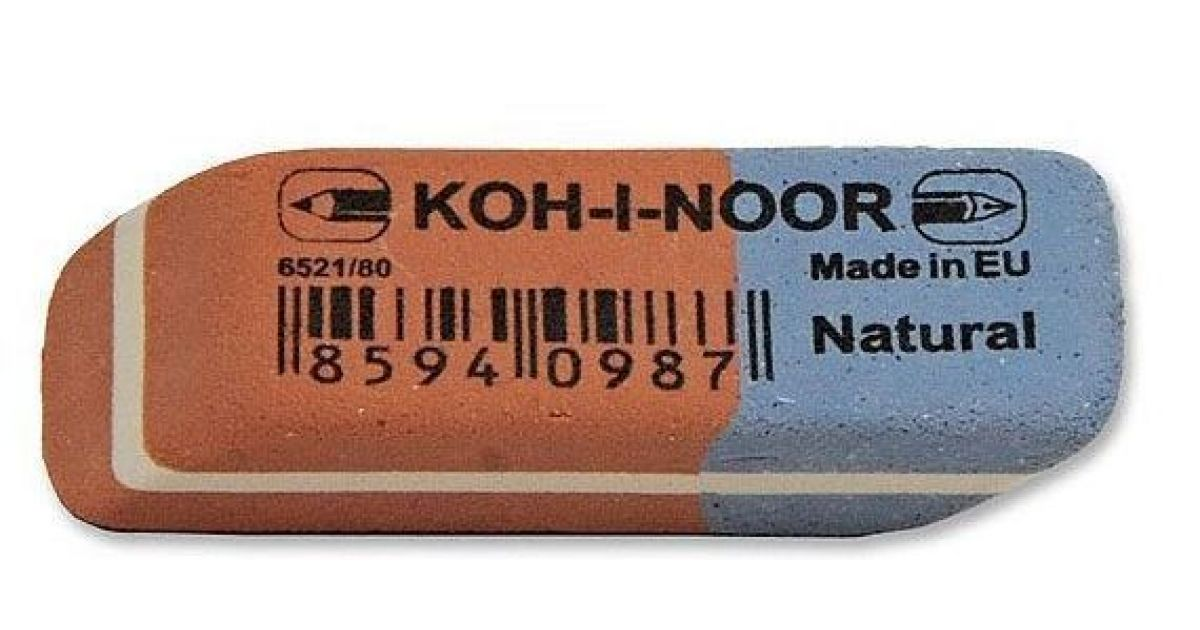 KOH-I-NOOR
6521/80
Made in EU
Natural
8594 0987